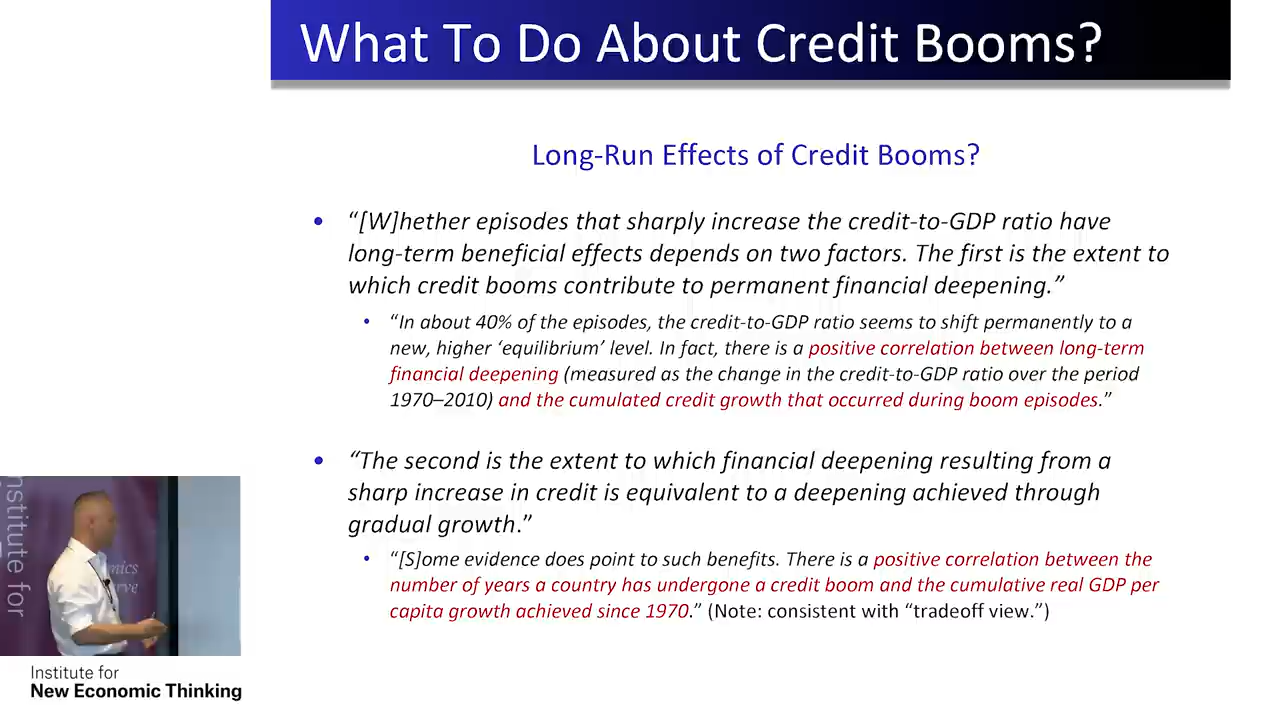 What To Do About Credit Booms?
Long-Run Effects of Credit Booms?
• “[W]hether episodes that sharply increase the credit-to-GDP ratio have
long-term beneficial effects depends on two factors. The first is the extent to
which credit booms contribute to permanent financial deepening.”
• “In about 40% of the episodes, the credit-to-GDP ratio seems to shift permanently to a
new, higher ‘equilibrium’ level. In fact, there is a positive correlation between long-term
financial deepening (measured as the change in the credit-to-GDP ratio over the period
1970–2010) and the cumulated credit growth that occurred during boom episodes.”
• “The second is the extent to which financial deepening resulting from a
sharp increase in credit is equivalent to a deepening achieved through
gradual growth.”
• “[S]ome evidence does point to such benefits. There is a positive correlation between the
number of years a country has undergone a credit boom and the cumulative real GDP per
capita growth achieved since 1970.” (Note: consistent with “tradeoff view.”)
nstitute for
mics
rve
Institute for
New Economic Thinking